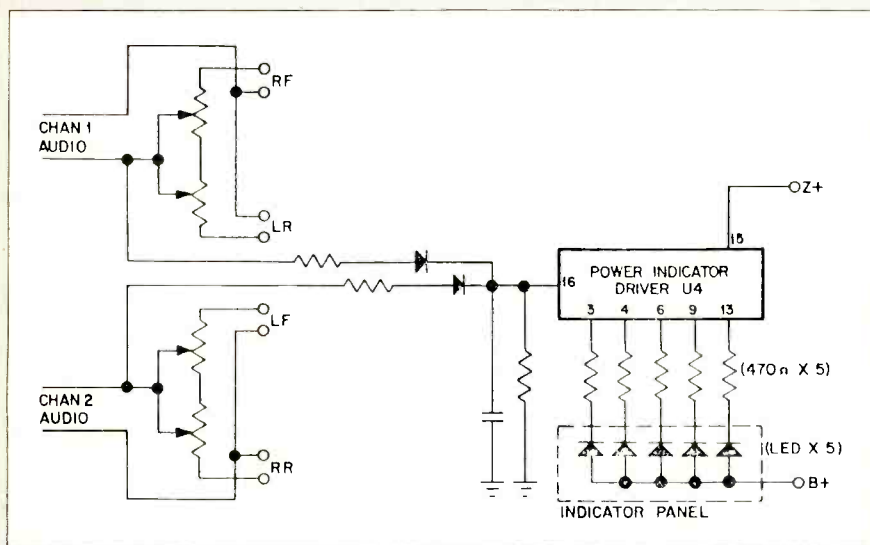 RF
CHAN 1
AUDIO
LR
Z+
15
POWER INDICATOR
DRIVER U4
16
3 4 6 9 13
LF
(470Ω X 5)
CHAN 2
AUDIO
(LED X 5)
RR
B+
INDICATOR PANEL